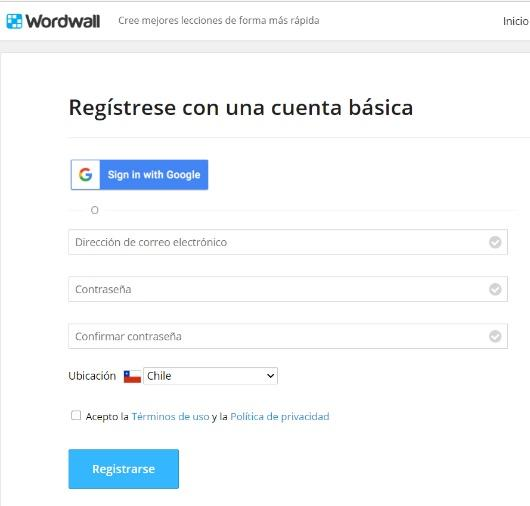 Wordwall Cree mejores lecciones de forma más rápida Inicio
Regístrese con una cuenta básica
G Sign in with Google
O
Dirección de correo electrónico
Contraseña
Confirmar contraseña
Ubicación Chile
Acepto la Términos de uso y la Política de privacidad
Registrarse